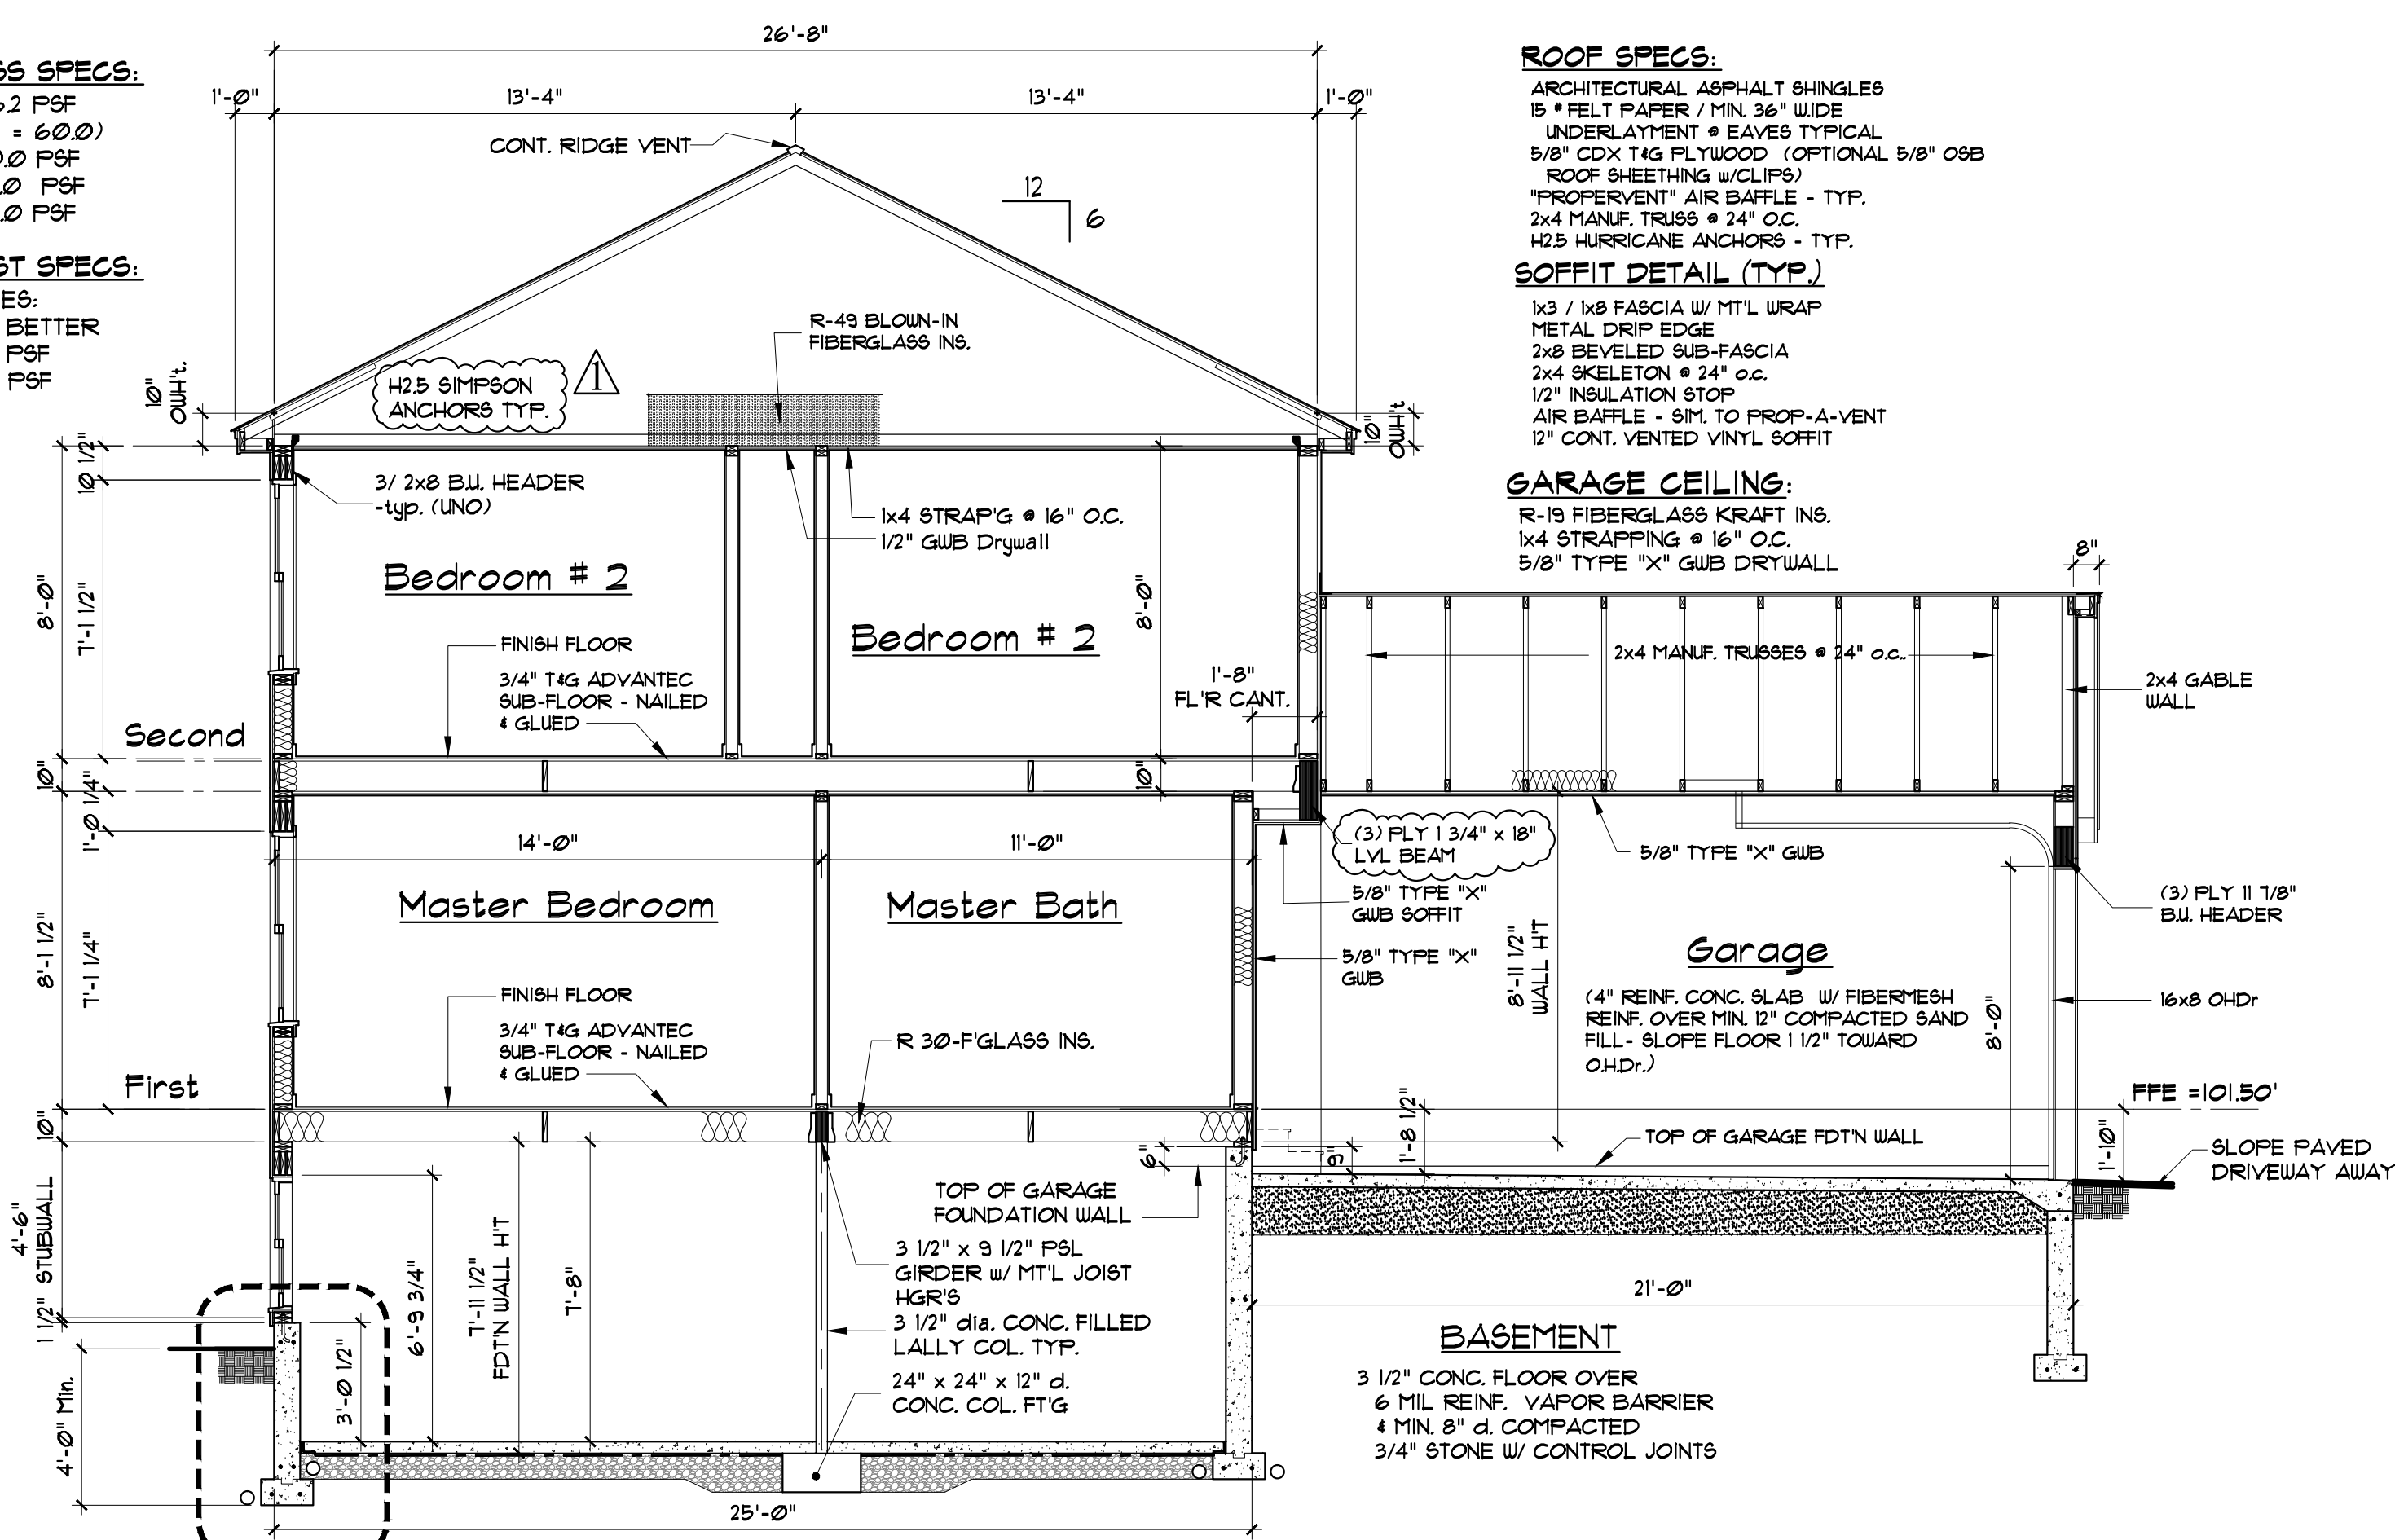 26'-8"
1'-0"
13'-4"
13'-4"
1'-0"
SPECS:
PSF
= 60.0)
PSF
PSF
PSF
SPECS:
BETTER
PSF
PSF
CONT. RIDGE VENT
12
6
R-49 BLOWN-IN
FIBERGLASS INS.
H2.5 SIMPSON
ANCHORS TYP.
1
10"
OWH't.
10"
OWH't
ROOF SPECS:
ARCHITECTURAL ASPHALT SHINGLES
15 # FELT PAPER / MIN. 36" WIDE
UNDERLAYMENT @ EAVES TYPICAL
5/8" CDX T&G PLYWOOD (OPTIONAL 5/8" OSB
ROOF SHEETHING w/CLIPS)
"PROPERVENT" AIR BAFFLE - TYP.
2x4 MANUF. TRUSS @ 24" O.C.
H2.5 HURRICANE ANCHORS - TYP.
SOFFIT DETAIL (TYP.)
1x3 / 1x8 FASCIA W/ MT'L WRAP
METAL DRIP EDGE
2x8 BEVELED SUB-FASCIA
2x4 SKELETON @ 24" o.c.
1/2" INSULATION STOP
AIR BAFFLE - SIM. TO PROP-A-VENT
12" CONT. VENTED VINYL SOFFIT
GARAGE CEILING:
R-19 FIBERGLASS KRAFT INS.
1x4 STRAPPING @ 16" O.C.
5/8" TYPE "X" GWB DRYWALL
8"
3/ 2x8 B.U. HEADER
-typ. (UNO)
1x4 STRAP'G @ 16" O.C.
1/2" GWB Drywall
10 1/2"
8'-0"
7'-1 1/2"
Bedroom # 2
Bedroom # 2
8'-0"
FINISH FLOOR
3/4" T&G ADVANTEC
SUB-FLOOR - NAILED
& GLUED
1'-8"
FL'R CANT.
2x4 MANUF. TRUSSES @ 24" o.c..
2x4 GABLE
WALL
Second
10"
1'-0 1/4"
10"
14'-0"
11'-0"
(3) PLY 1 3/4" x 18"
LVL BEAM
5/8" TYPE "X"
GWB SOFFIT
5/8" TYPE "X"
GWB
5/8" TYPE "X" GWB
(3) PLY 11 7/8"
B.U. HEADER
Master Bedroom
Master Bath
8'-1 1/2"
7'-1 1/4"
8'-11 1/2"
WALL H'T
Garage
(4" REINF. CONC. SLAB W/ FIBERMESH
REINF. OVER MIN. 12" COMPACTED SAND
FILL- SLOPE FLOOR 1 1/2" TOWARD
O.H.Dr.)
8'-0"
16x8 OHDr
FINISH FLOOR
3/4" T&G ADVANTEC
SUB-FLOOR - NAILED
& GLUED
R 30-F'GLASS INS.
First
FFE =101.50'
10"
1'-8 1/2"
1'-10"
TOP OF GARAGE FDT'N WALL
SLOPE PAVED
DRIVEWAY AWAY
6"
9"
TOP OF GARAGE
FOUNDATION WALL
3 1/2" x 9 1/2" PSL
GIRDER w/ MT'L JOIST
HGR'S
3 1/2" dia. CONC. FILLED
LALLY COL. TYP.
24" x 24" x 12" d.
CONC. COL. FT'G
4'-6"
1 1/2" STUBWALL
4'-0" Min.
3'-0 1/2"
6'-9 3/4"
7'-11 1/2"
FDT'N WALL H'T
7'-8"
21'-0"
BASEMENT
3 1/2" CONC. FLOOR OVER
6 MIL REINF. VAPOR BARRIER
& MIN. 8" d. COMPACTED
3/4" STONE W/ CONTROL JOINTS
25'-0"